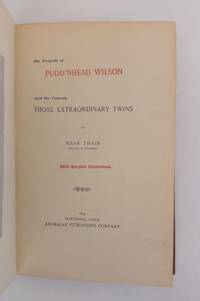 The Tragedy of
PUDD'NHEAD WILSON
And the Comedy
THOSE EXTRAORDINARY TWINS
BY
MARK TWAIN
With Marginal Illustrations.
HARTFORD, CONN.
AMERICAN PUBLISHING COMPANY.